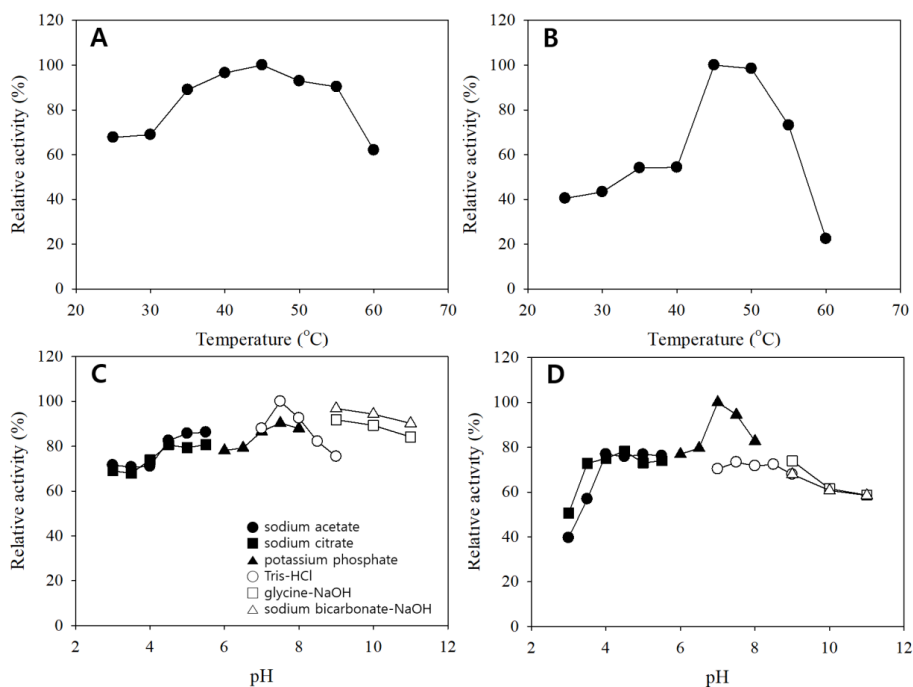 A
Relative activity (%)
120
100
80
60
40
20
0
20 30 40 50 60 70
Temperature (°C)
B
Relative activity (%)
120
100
80
60
40
20
0
20 30 40 50 60 70
Temperature (°C)
C
Relative activity (%)
120
100
80
60
40
20
0
sodium acetate
sodium citrate
potassium phosphate
Tris-HCl
glycine-NaOH
sodium bicarbonate-NaOH
2 4 6 8 10 12
pH
D
Relative activity (%)
120
100
80
60
40
20
0
2 4 6 8 10 12
pH